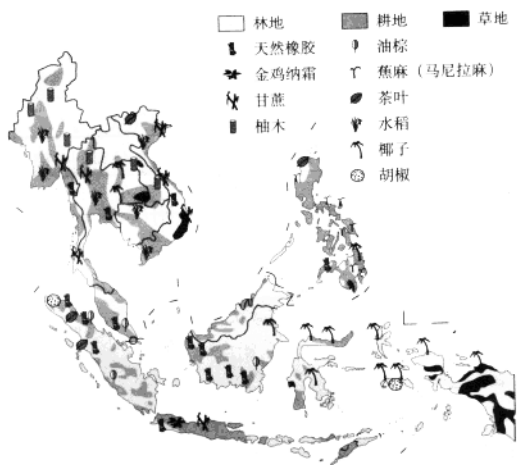 林地 耕地 草地
天然橡胶 油棕
金鸡纳霜 蕉麻（马尼拉麻）
甘蔗 茶叶
柚木 水稻
椰子
胡椒